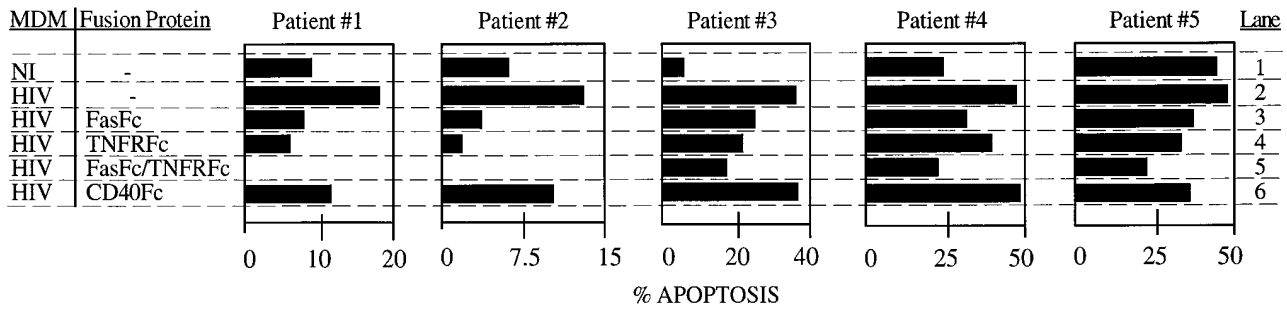 MDM Fusion Protein Patient #1 Patient #2 Patient #3 Patient #4 Patient #5 Lane
NI - 1
HIV - 2
HIV FasFc 3
HIV TNFRFc 4
HIV FasFc/TNFRFc 5
HIV CD40Fc 6
0 10 20 0 7.5 15 0 20 40 0 25 50 0 25 50
% APOPTOSIS